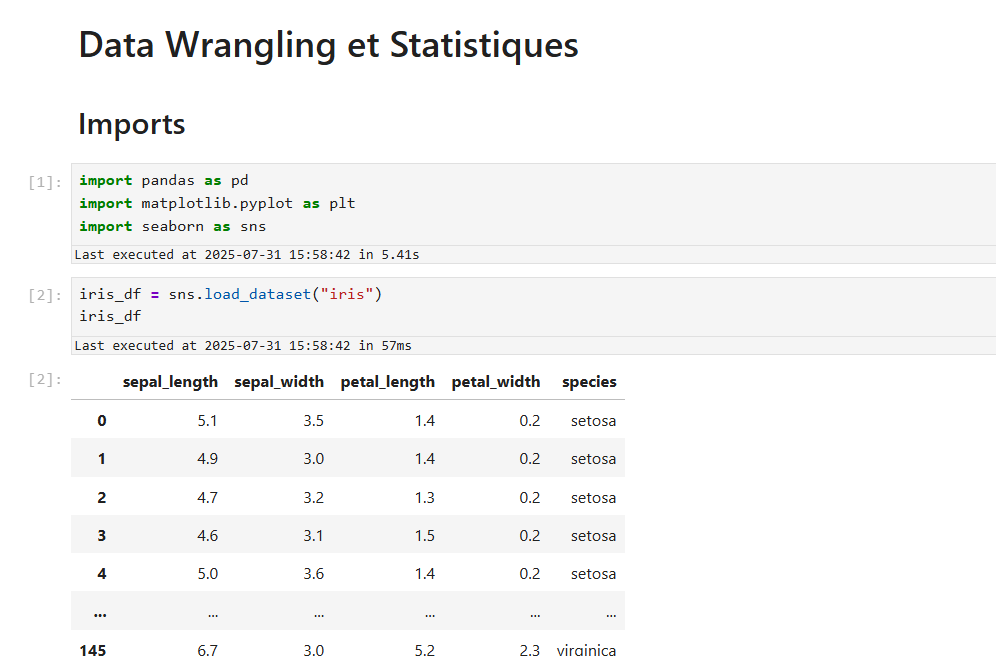 Data Wrangling et Statistiques
Imports
[1]: import pandas as pd
import matplotlib.pyplot as plt
import seaborn as sns
Last executed at 2025-07-31 15:58:42 in 5.41s
[2]: iris_df = sns.load_dataset("iris")
iris_df
Last executed at 2025-07-31 15:58:42 in 57ms
[2]: sepal_length sepal_width petal_length petal_width species
0 5.1 3.5 1.4 0.2 setosa
1 4.9 3.0 1.4 0.2 setosa
2 4.7 3.2 1.3 0.2 setosa
3 4.6 3.1 1.5 0.2 setosa
4 5.0 3.6 1.4 0.2 setosa
... ... ... ... ... ...
145 6.7 3.0 5.2 2.3 virginica